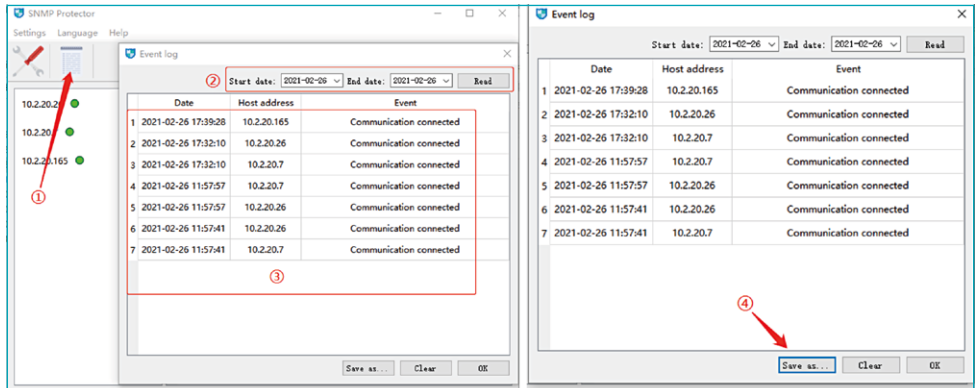 SNMP Protector
Settings Language Help
10.2.20.26
10.2.20.7
10.2.20.165
①
Event log
② Start date: 2021-02-26 End date: 2021-02-26 Read
Date Host address Event
1 2021-02-26 17:39:28 10.2.20.165 Communication connected
2 2021-02-26 17:32:10 10.2.20.26 Communication connected
3 2021-02-26 17:32:10 10.2.20.7 Communication connected
4 2021-02-26 11:57:57 10.2.20.7 Communication connected
5 2021-02-26 11:57:57 10.2.20.26 Communication connected
6 2021-02-26 11:57:41 10.2.20.26 Communication connected
7 2021-02-26 11:57:41 10.2.20.7 Communication connected
③
Save as... Clear OK
Event log
Start date: 2021-02-26 End date: 2021-02-26 Read
Date Host address Event
1 2021-02-26 17:39:28 10.2.20.165 Communication connected
2 2021-02-26 17:32:10 10.2.20.26 Communication connected
3 2021-02-26 17:32:10 10.2.20.7 Communication connected
4 2021-02-26 11:57:57 10.2.20.7 Communication connected
5 2021-02-26 11:57:57 10.2.20.26 Communication connected
6 2021-02-26 11:57:41 10.2.20.26 Communication connected
7 2021-02-26 11:57:41 10.2.20.7 Communication connected
④
Save as... Clear OK